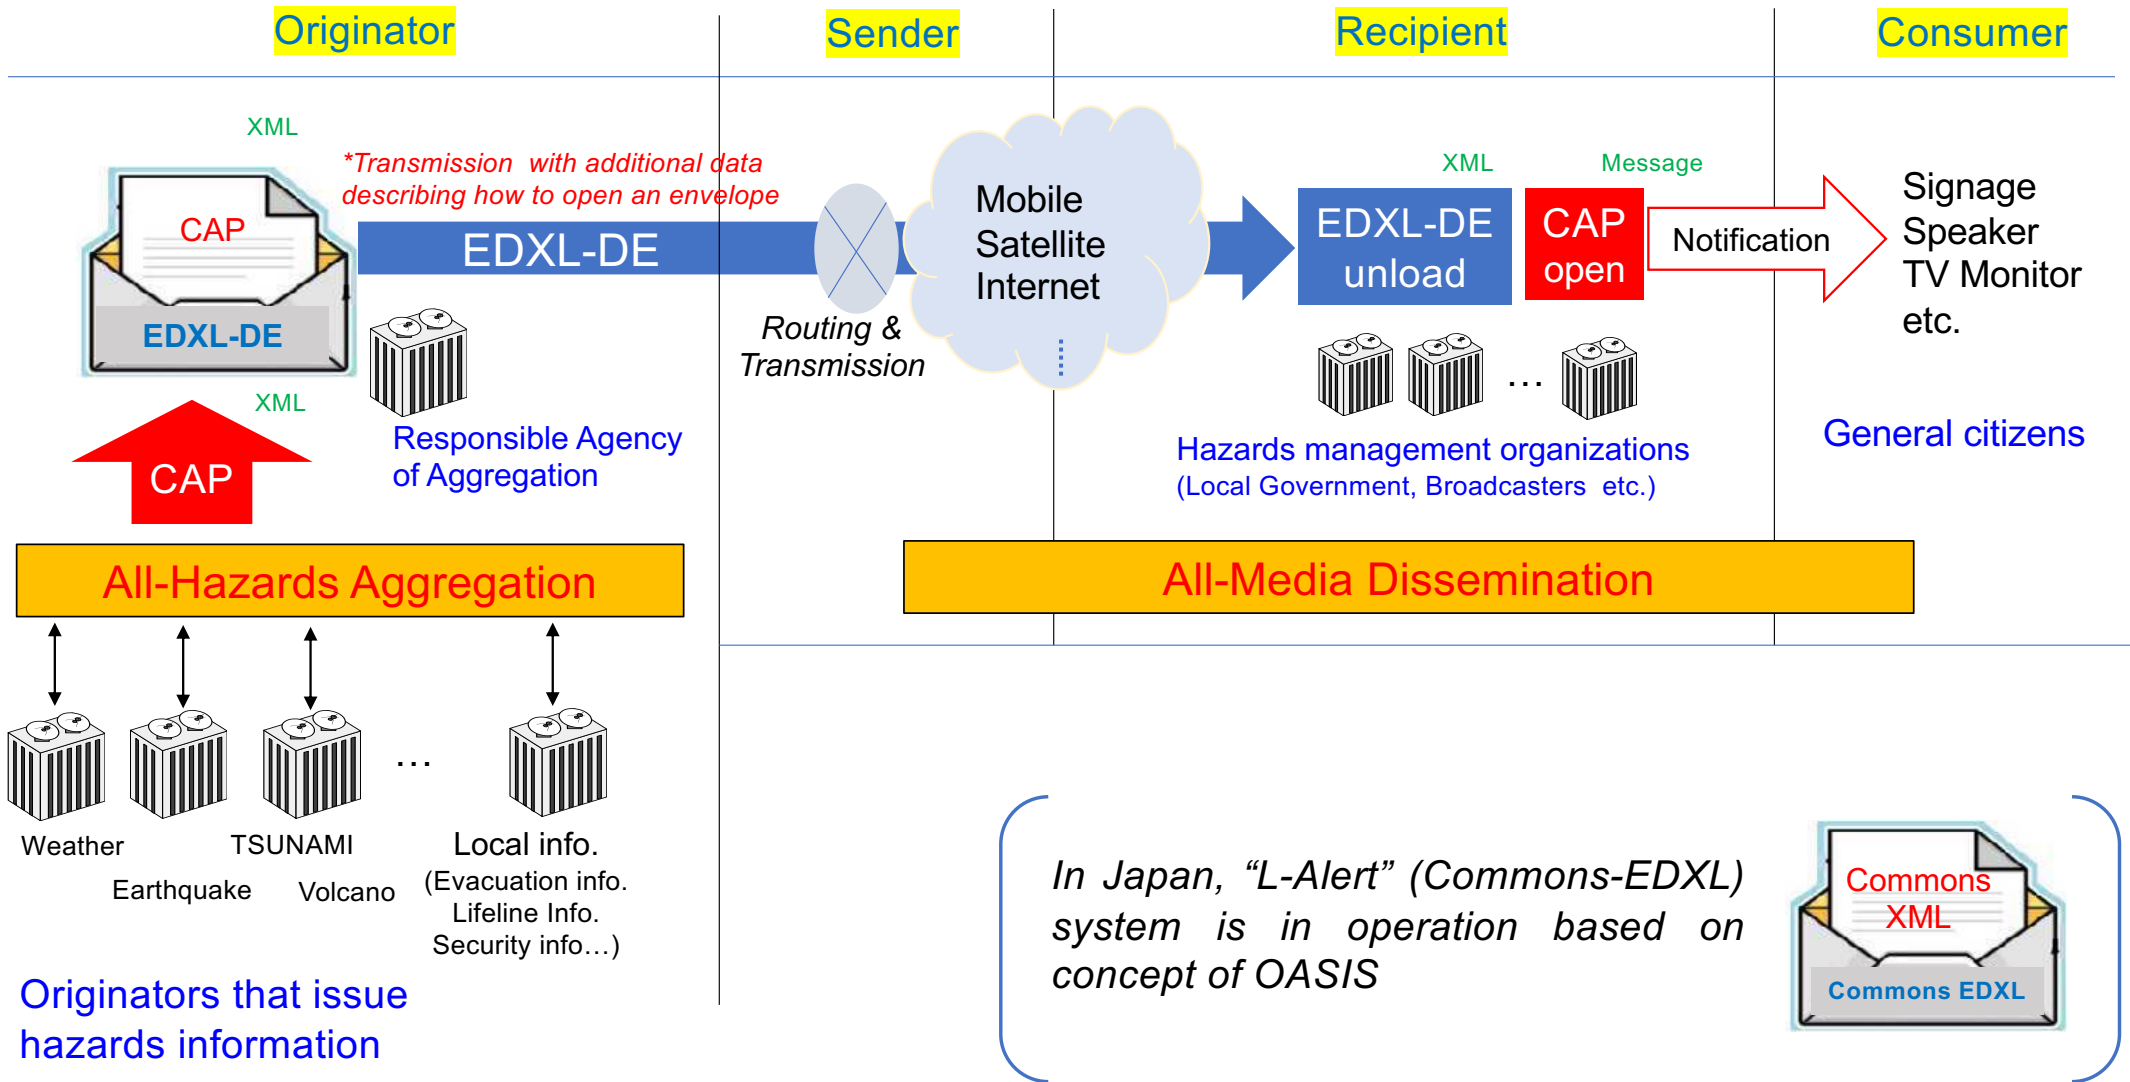 Originator
Sender
Recipient
Consumer
XML
*Transmission with additional data
describing how to open an envelope
CAP
EDXL-DE
EDXL-DE
XML
Responsible Agency
of Aggregation
CAP
Routing &
Transmission
Mobile
Satellite
Internet
XML
Message
EDXL-DE
unload
CAP
open
Notification
Signage
Speaker
TV Monitor
etc.
…
Hazards management organizations
(Local Government, Broadcasters etc.)
General citizens
All-Hazards Aggregation
All-Media Dissemination
…
Weather
Earthquake
TSUNAMI
Volcano
Local info.
(Evacuation info.
Lifeline Info.
Security info…)
Originators that issue
hazards information
In Japan, “L-Alert” (Commons-EDXL)
system is in operation based on
concept of OASIS
Commons
XML
Commons EDXL